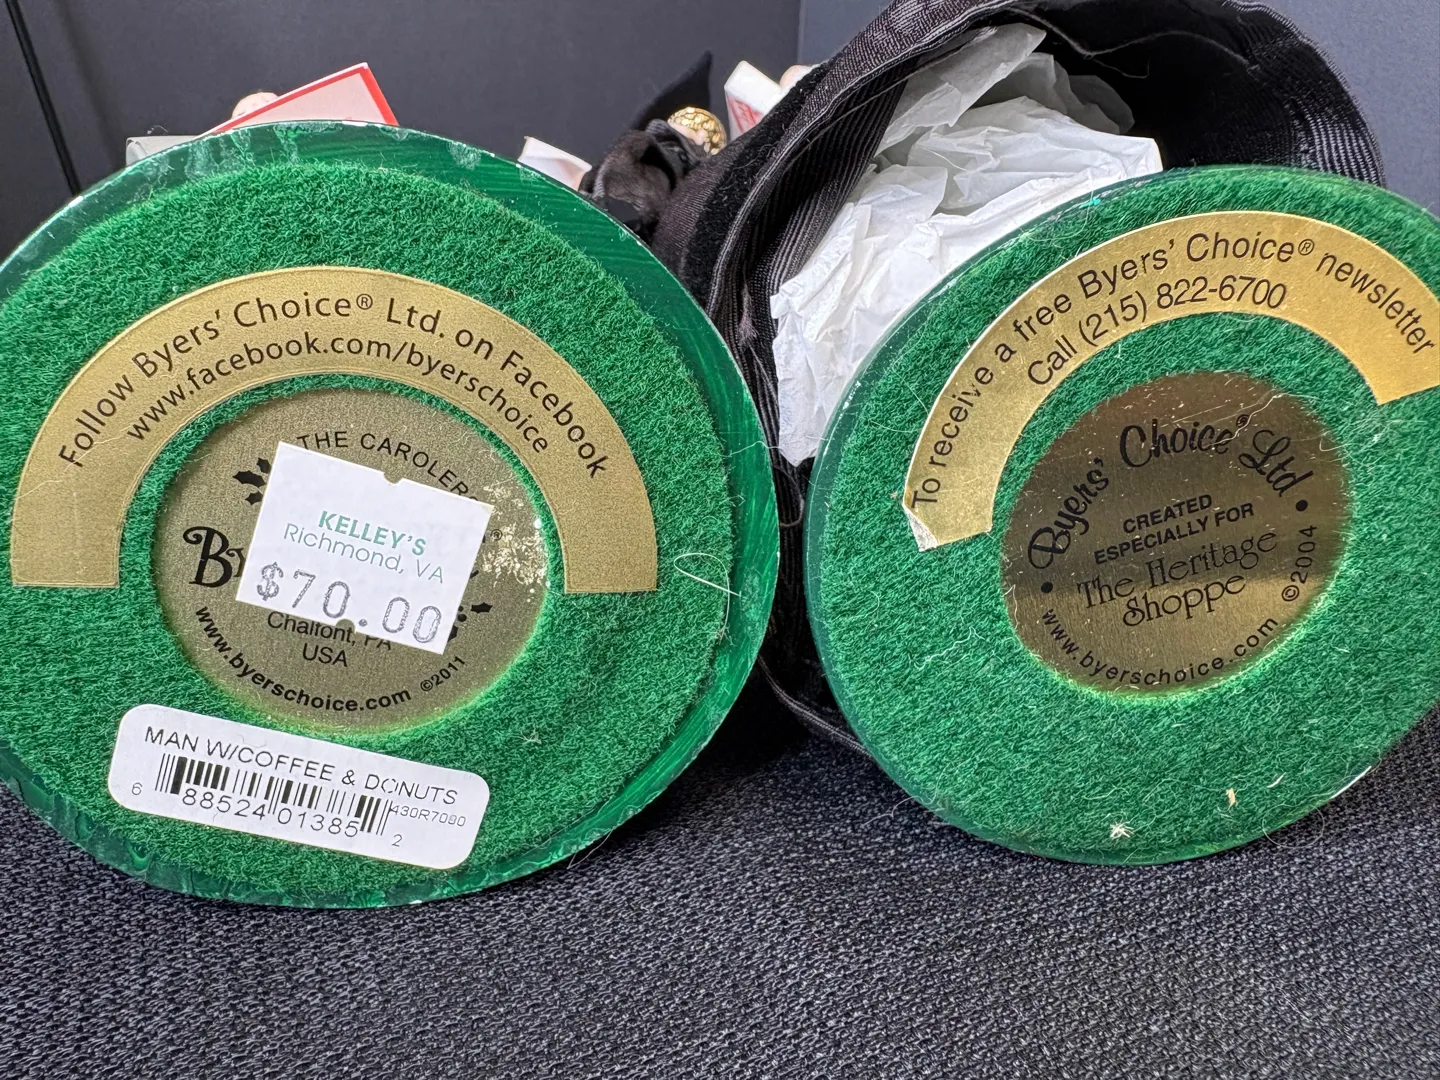 Follow Byers' Choice® Ltd. on Facebook
www.facebook.com/byerschoice
THE CAROLERS
KELLEY'S
Richmond, VA
$70.00
Chalfont, PA
USA
www.byerschoice.com ©2011
MAN W/COFFEE & DONUTS
6 88524 01385 2
430R7080
To receive a free Byers' Choice® newsletter
Call (215) 822-6700
• Byers' Choice® Ltd •
CREATED
ESPECIALLY FOR
The Heritage
Shoppe
www.byerschoice.com ©2004